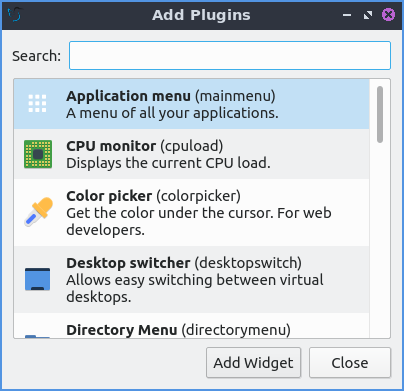 Add Plugins
Search:
Application menu (mainmenu)
A menu of all your applications.
CPU monitor (cpuload)
Displays the current CPU load.
Color picker (colorpicker)
Get the color under the cursor. For web
developers.
Desktop switcher (desktopswitch)
Allows easy switching between virtual
desktops.
Directory Menu (directorymenu)
Add Widget
Close